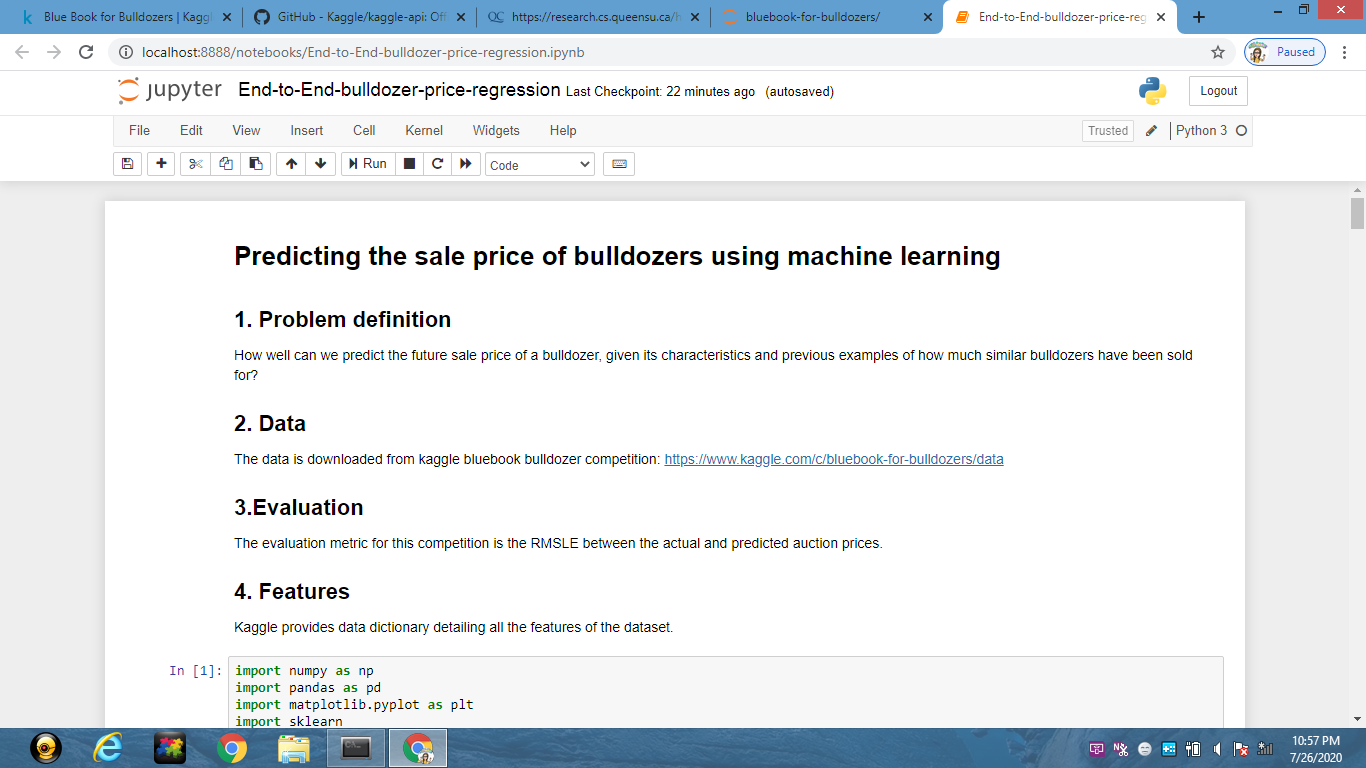 Blue Book for Bulldozers | Kaggl
GitHub - Kaggle/kaggle-api: Off
QC https://research.cs.queensu.ca/h
bluebook-for-bulldozers/
End-to-End-bulldozer-price-reg
localhost:8888/notebooks/End-to-End-bulldozer-price-regression.ipynb
Paused
jupyter End-to-End-bulldozer-price-regression Last Checkpoint: 22 minutes ago (autosaved)
Logout
File Edit View Insert Cell Kernel Widgets Help
Trusted
Python 3
Run
Code
Predicting the sale price of bulldozers using machine learning
1. Problem definition
How well can we predict the future sale price of a bulldozer, given its characteristics and previous examples of how much similar bulldozers have been sold
for?
2. Data
The data is downloaded from kaggle bluebook bulldozer competition: https://www.kaggle.com/c/bluebook-for-bulldozers/data
3.Evaluation
The evaluation metric for this competition is the RMSLE between the actual and predicted auction prices.
4. Features
Kaggle provides data dictionary detailing all the features of the dataset.
In [1]: import numpy as np
import pandas as pd
import matplotlib.pyplot as plt
import sklearn
10:57 PM
7/26/2020